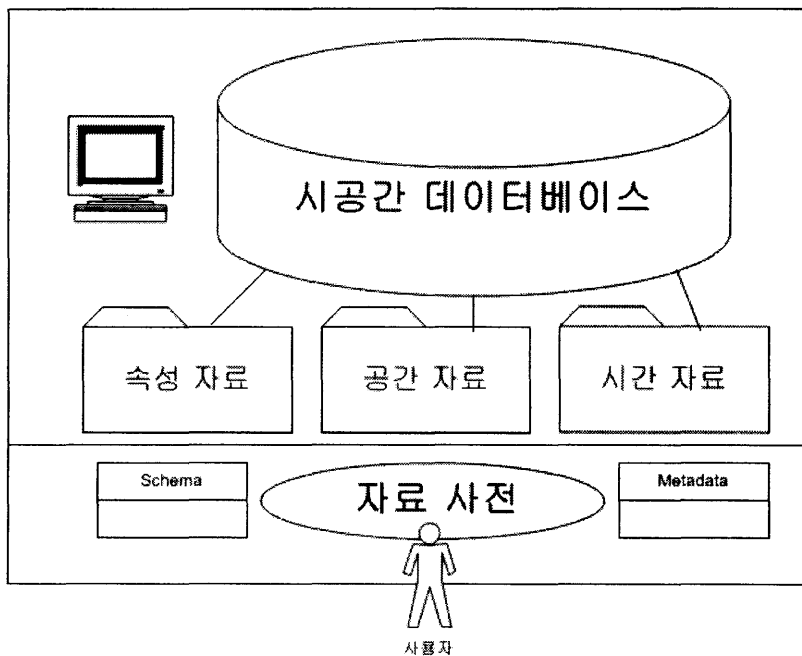 시공간 데이터베이스
속성 자료
공간 자료
시간 자료
Schema
자료 사전
Metadada
사용자